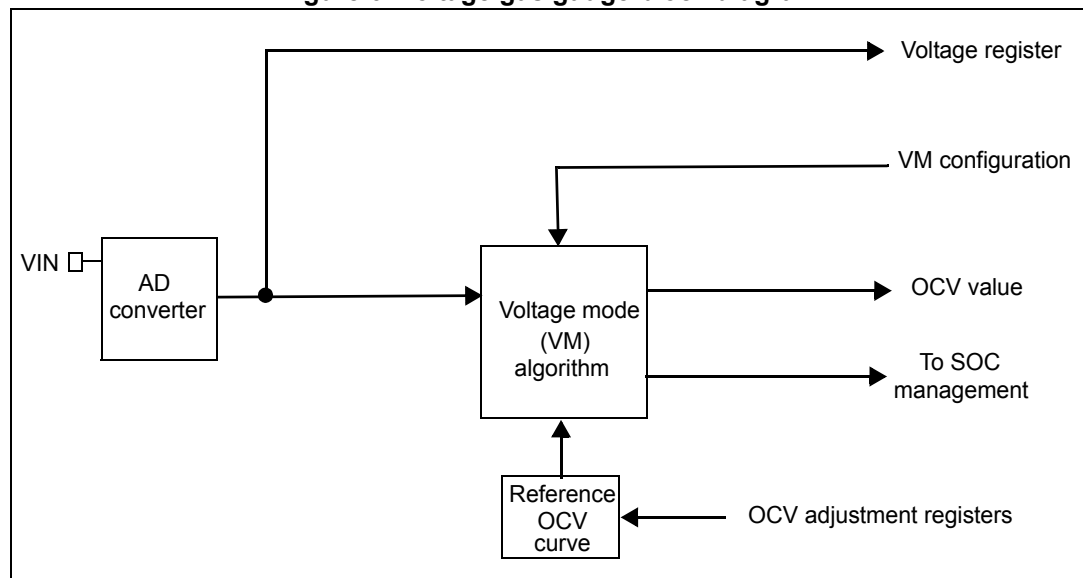 Voltage register
VM configuration
VIN
AD
converter
Voltage mode
(VM)
algorithm
OCV value
To SOC
management
Reference
OCV
curve
OCV adjustment registers